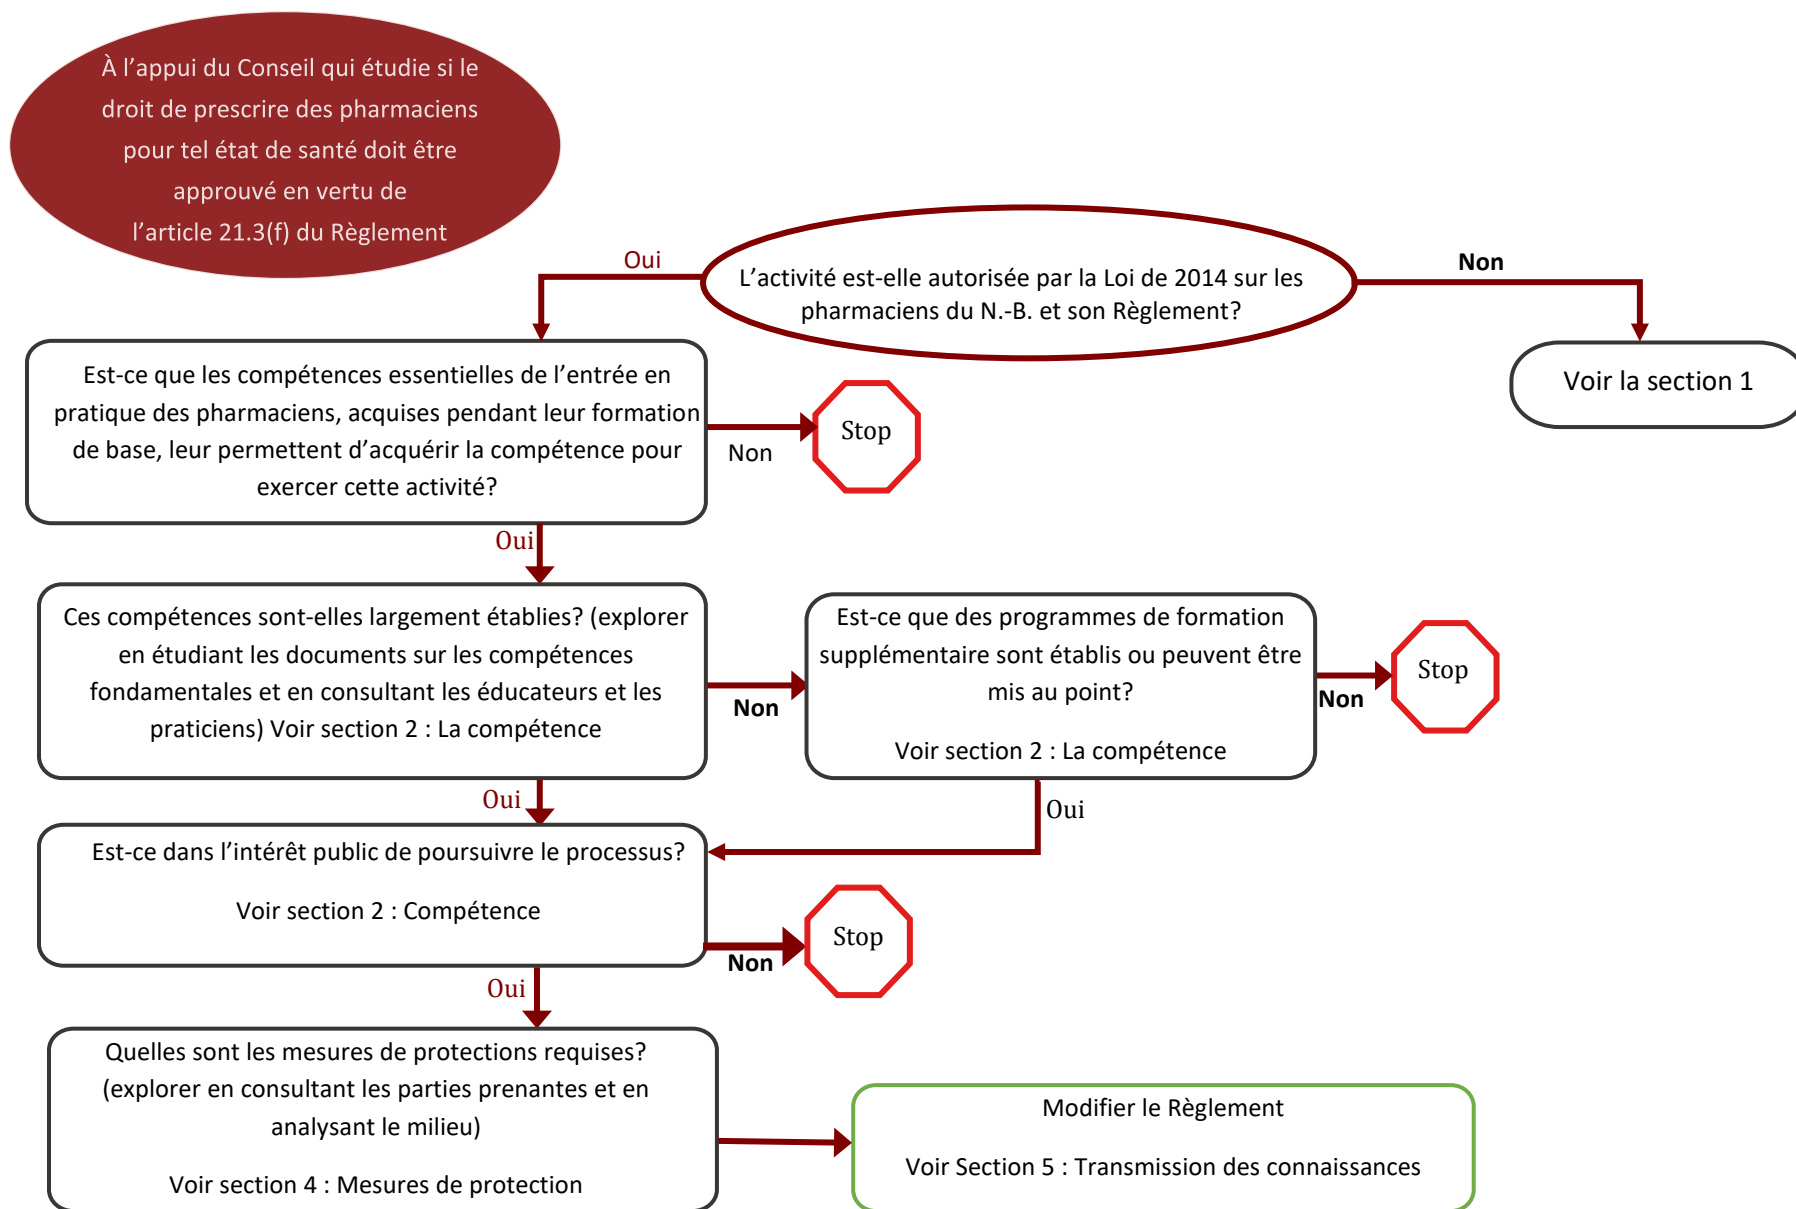 À l’appui du Conseil qui étudie si le
droit de prescrire des pharmaciens
pour tel état de santé doit être
approuvé en vertu de
l’article 21.3(f) du Règlement
Oui
L’activité est-elle autorisée par la Loi de 2014 sur les
pharmaciens du N.-B. et son Règlement?
Non
Voir la section 1
Est-ce que les compétences essentielles de l’entrée en
pratique des pharmaciens, acquises pendant leur formation
de base, leur permettent d’acquérir la compétence pour
exercer cette activité?
Non
Stop
Oui
Ces compétences sont-elles largement établies? (explorer
en étudiant les documents sur les compétences
fondamentales et en consultant les éducateurs et les
praticiens) Voir section 2 : La compétence
Non
Est-ce que des programmes de formation
supplémentaire sont établis ou peuvent être
mis au point?
Voir section 2 : La compétence
Non
Stop
Oui
Oui
Est-ce dans l’intérêt public de poursuivre le processus?
Voir section 2 : Compétence
Non
Stop
Oui
Quelles sont les mesures de protections requises?
(explorer en consultant les parties prenantes et en
analysant le milieu)
Voir section 4 : Mesures de protection
Modifier le Règlement
Voir Section 5 : Transmission des connaissances